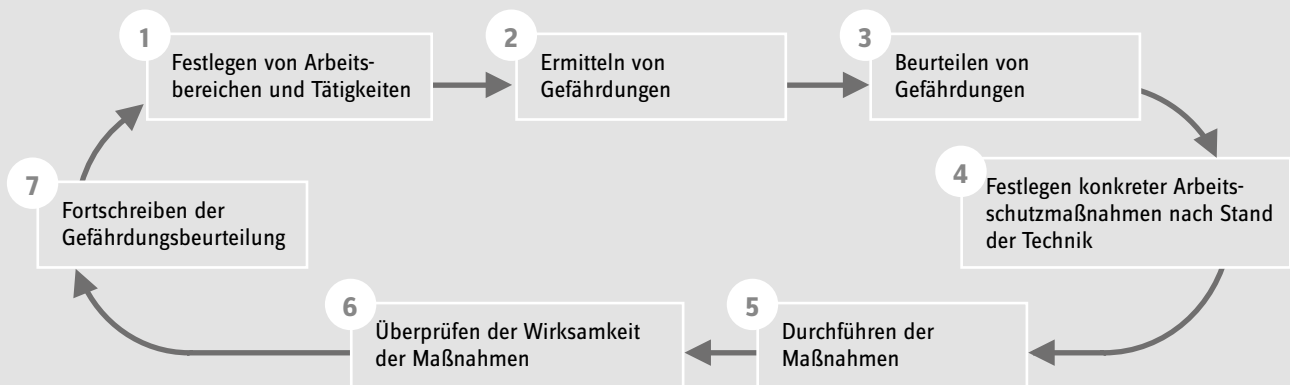 1
Festlegen von Arbeits-
bereichen und Tätigkeiten
2
Ermitteln von
Gefährdungen
3
Beurteilen von
Gefährdungen
4
Festlegen konkreter Arbeits-
schutzmaßnahmen nach Stand
der Technik
5
Durchführen der
Maßnahmen
6
Überprüfen der Wirksamkeit
der Maßnahmen
7
Fortschreiben der
Gefährdungsbeurteilung